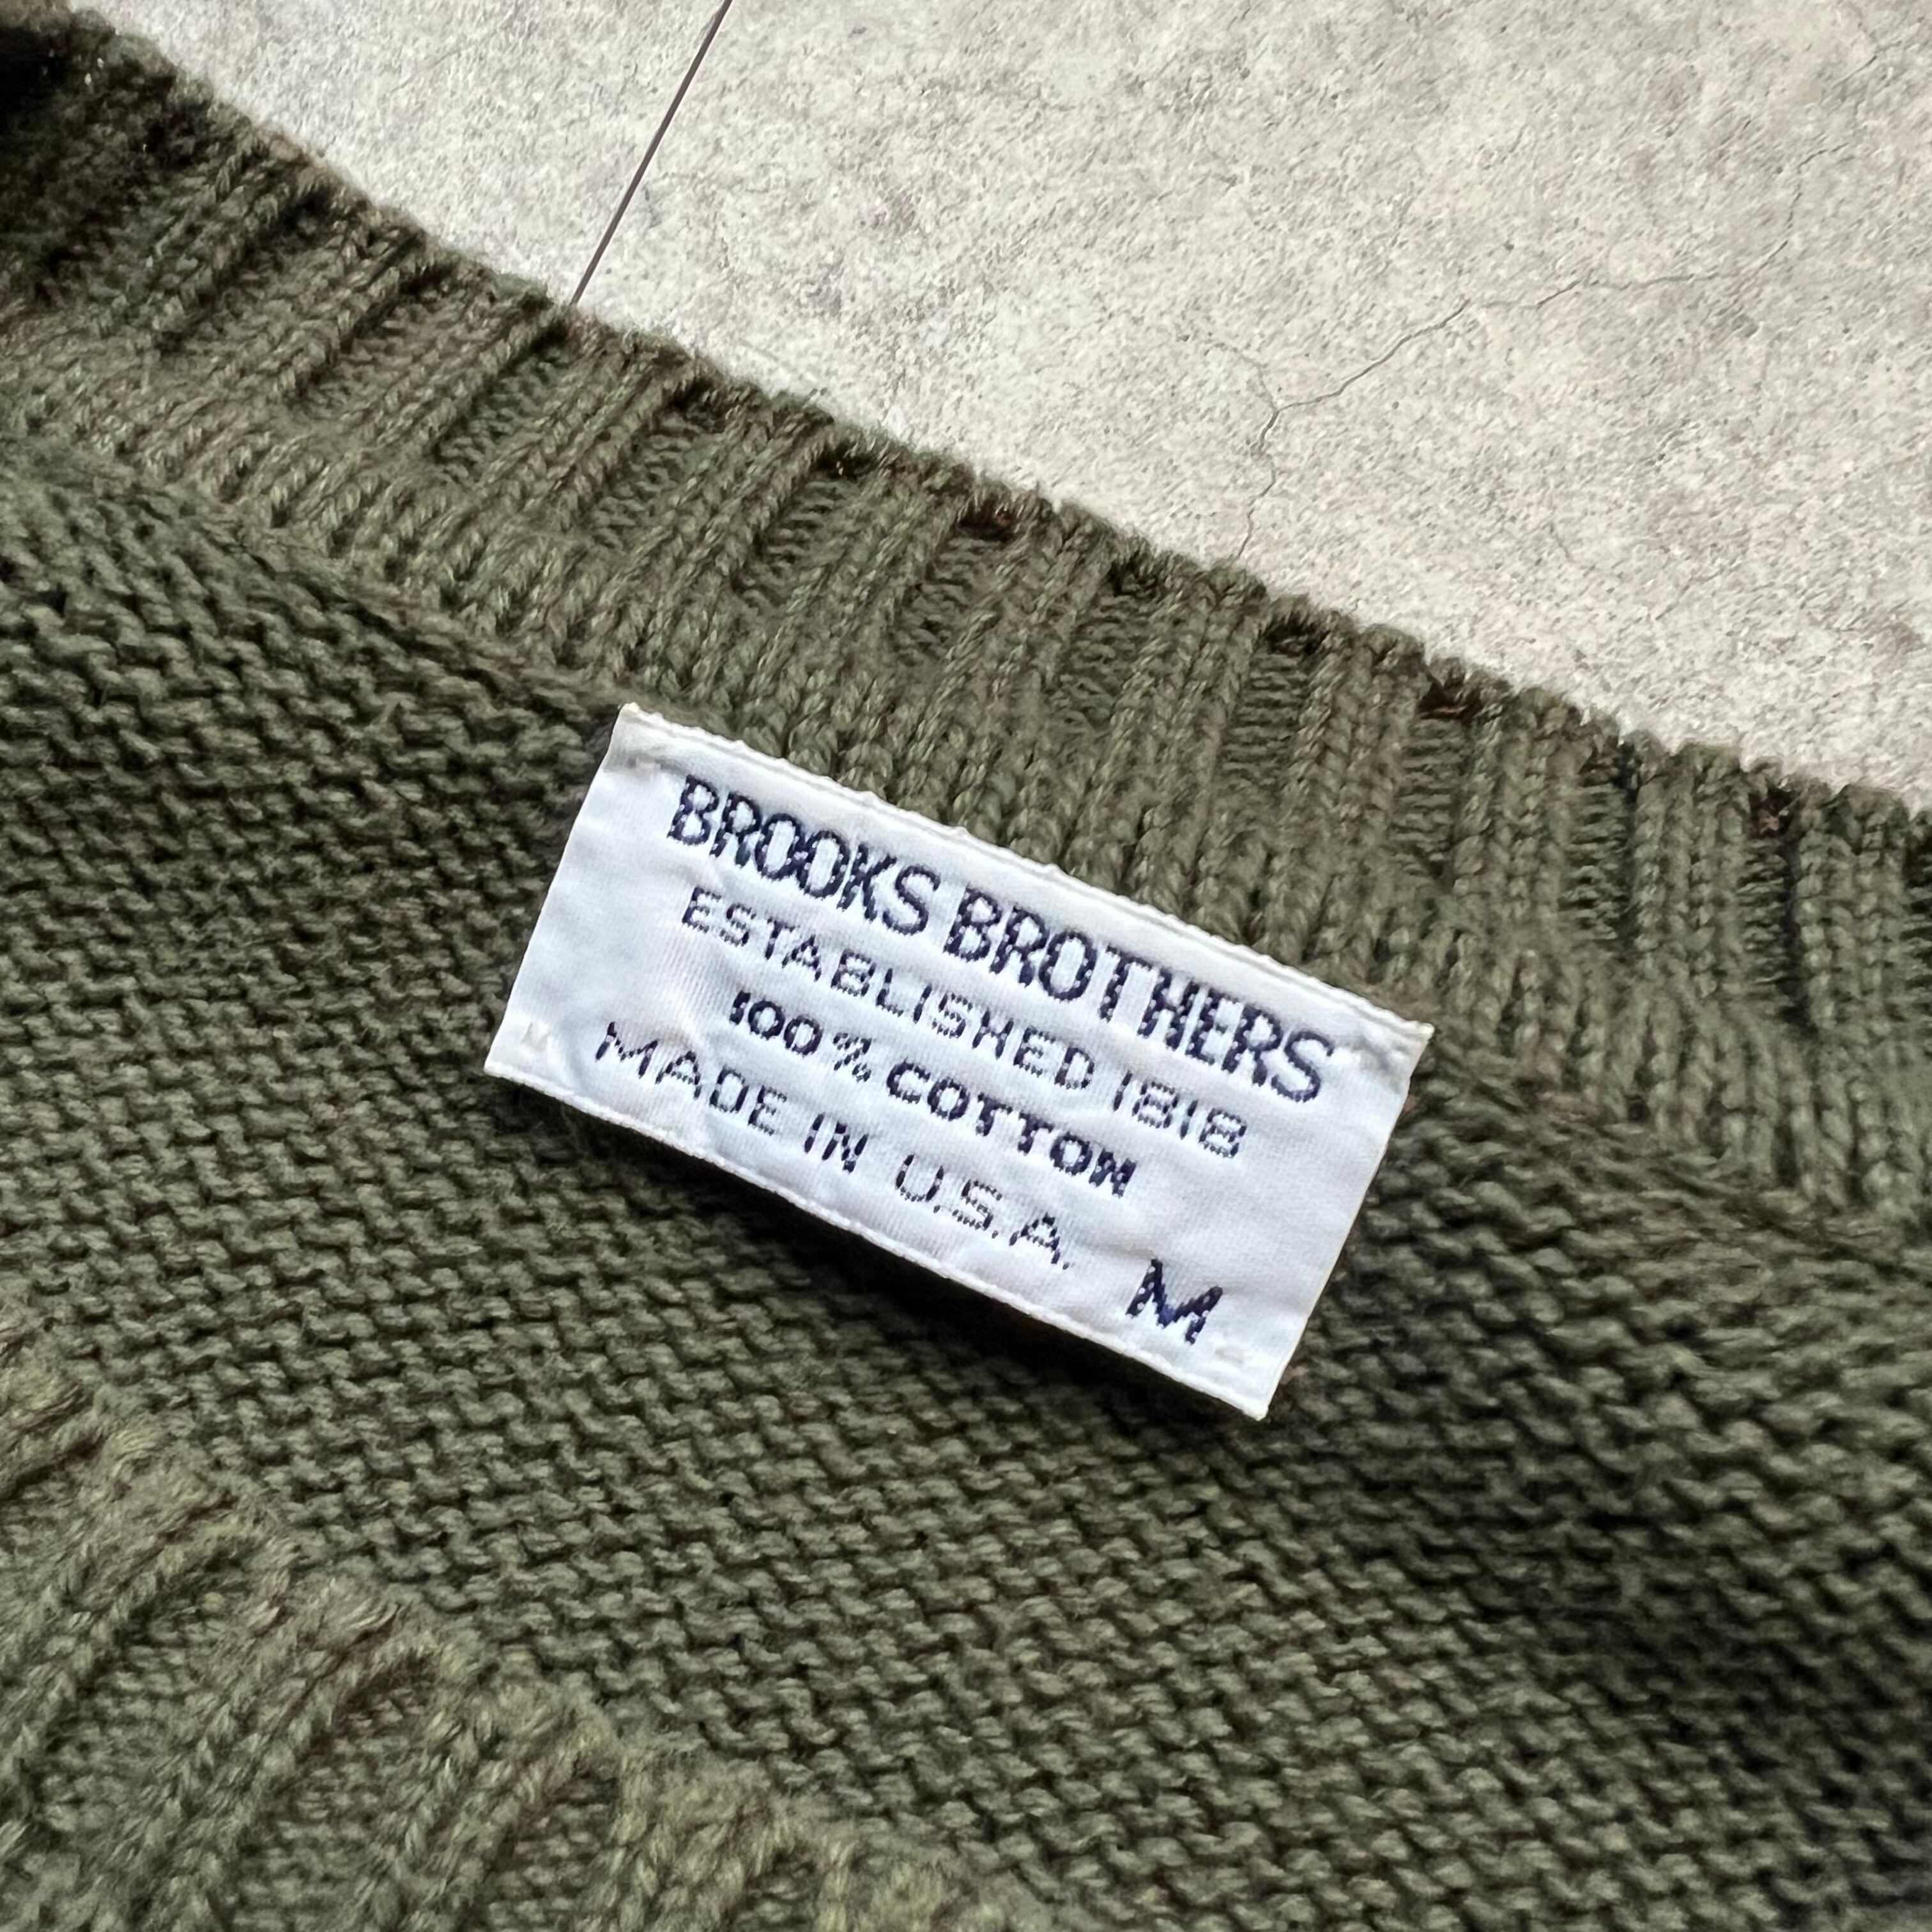 BROOKS BROTHERS
ESTABLISHED 1818
100% COTTON
MADE IN U.S.A.
M